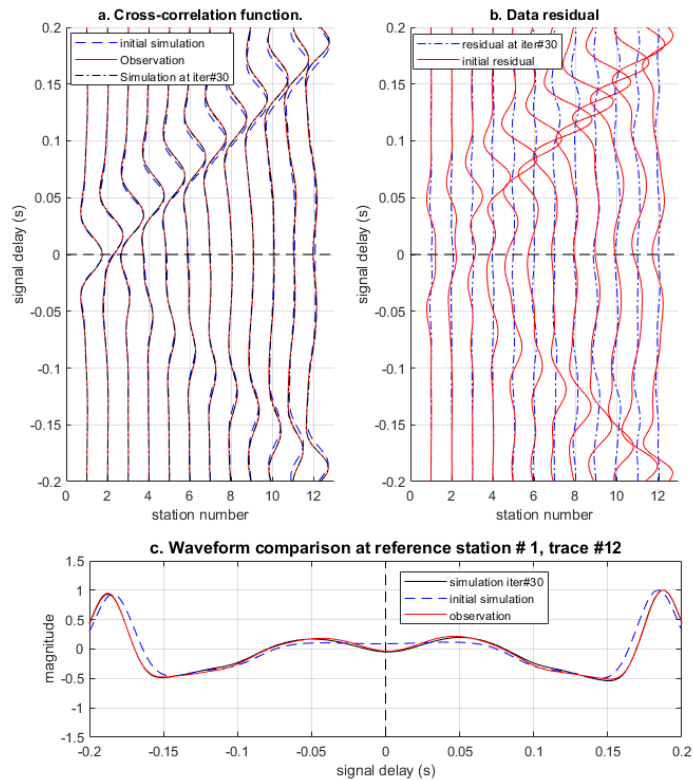 a. Cross-correlation function.
initial simulation
Observation
Simulation at iter#30
0.2
0.15
0.1
0.05
0
-0.05
-0.1
-0.15
-0.2
signal delay (s)
0 2 4 6 8 10 12
station number
b. Data residual
residual at iter#30
initial residual
0.2
0.15
0.1
0.05
0
-0.05
-0.1
-0.15
-0.2
signal delay (s)
0 2 4 6 8 10 12
station number
c. Waveform comparison at reference station # 1, trace #12
simulation iter#30
initial simulation
observation
1.5
1
0.5
0
-0.5
-1
-1.5
magnitude
-0.2 -0.15 -0.1 -0.05 0 0.05 0.1 0.15 0.2
signal delay (s)